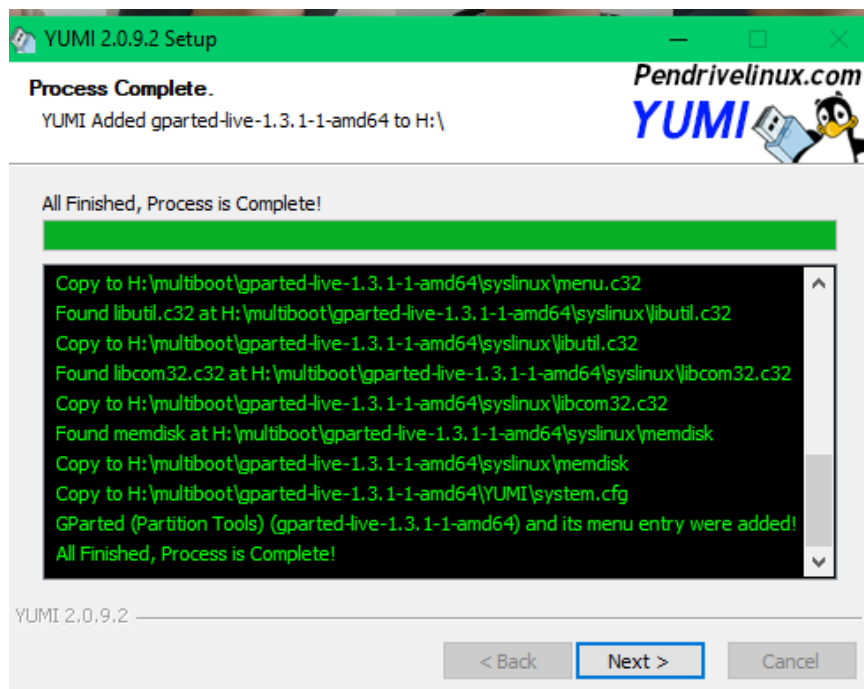 YUMI 2.0.9.2 Setup
Process Complete.
YUMI Added gparted-live-1.3.1-1-amd64 to H:\
Pendrivelinux.com
YUMI
All Finished, Process is Complete!
Copy to H:\multiboot\gparted-live-1.3.1-1-amd64\syslinux\menu.c32
Found libutil.c32 at H:\multiboot\gparted-live-1.3.1-1-amd64\syslinux\libutil.c32
Copy to H:\multiboot\gparted-live-1.3.1-1-amd64\syslinux\libutil.c32
Found libcom32.c32 at H:\multiboot\gparted-live-1.3.1-1-amd64\syslinux\libcom32.c32
Copy to H:\multiboot\gparted-live-1.3.1-1-amd64\syslinux\libcom32.c32
Found memdisk at H:\multiboot\gparted-live-1.3.1-1-amd64\syslinux\memdisk
Copy to H:\multiboot\gparted-live-1.3.1-1-amd64\syslinux\memdisk
Copy to H:\multiboot\gparted-live-1.3.1-1-amd64\YUMI\system.cfg
GParted (Partition Tools) (gparted-live-1.3.1-1-amd64) and its menu entry were added!
All Finished, Process is Complete!
YUMI 2.0.9.2
< Back
Next >
Cancel